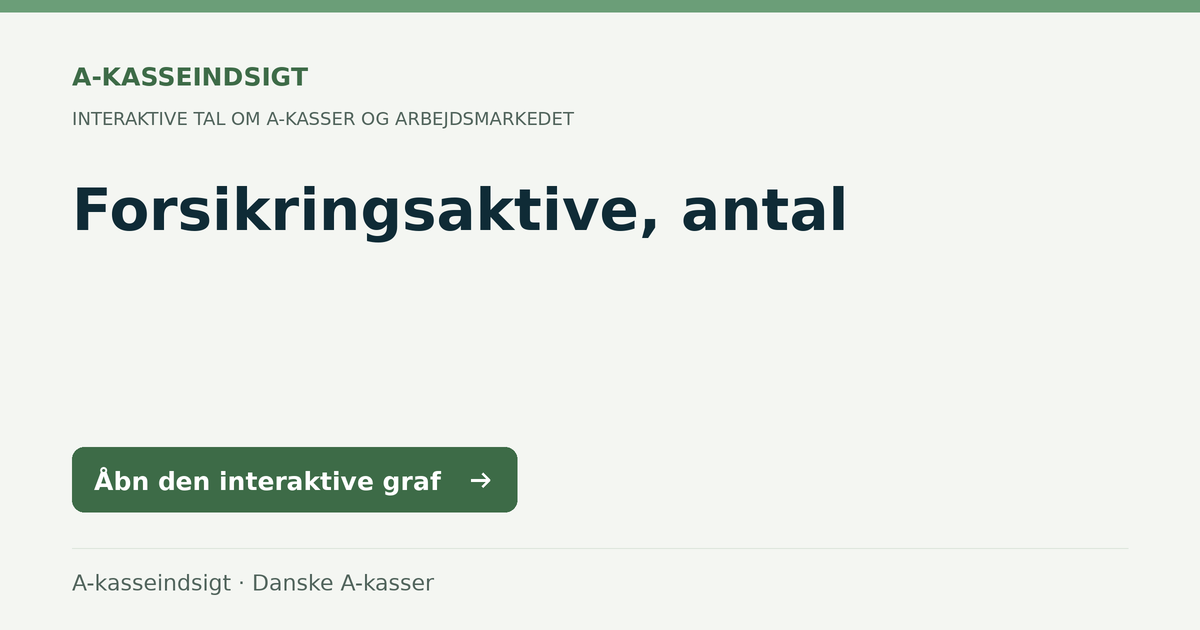 A-KASSEINDSIGT
INTERAKTIVE TAL OM A-KASSER OG ARBEJDSMARKEDET
Forsikringsaktive, antal
Åbn den interaktive graf →
A-kasseindsigt · Danske A-kasser